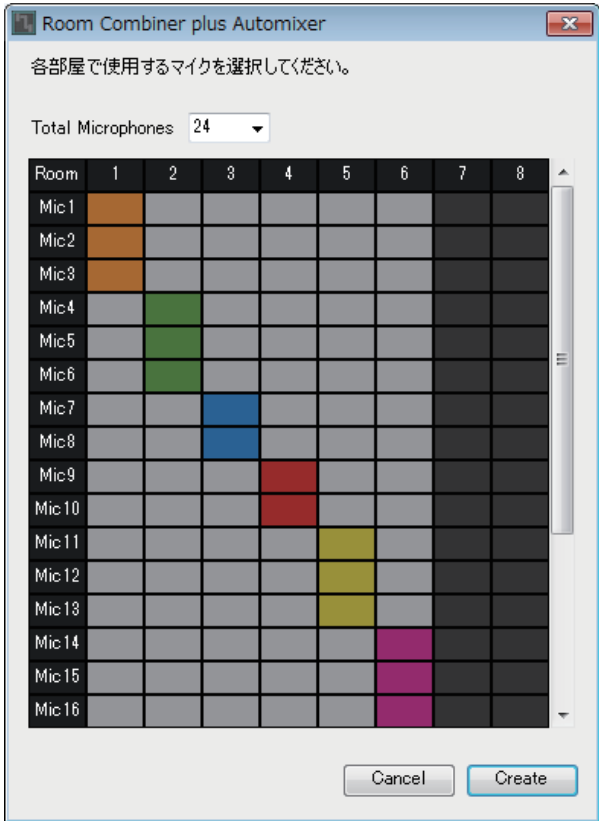 Room Combiner plus Automixer
各部屋で使用するマイクを選択してください。
Total Microphones 24
Room 1 2 3 4 5 6 7 8
Mic1
Mic2
Mic3
Mic4
Mic5
Mic6
Mic7
Mic8
Mic9
Mic10
Mic11
Mic12
Mic13
Mic14
Mic15
Mic16
Cancel Create